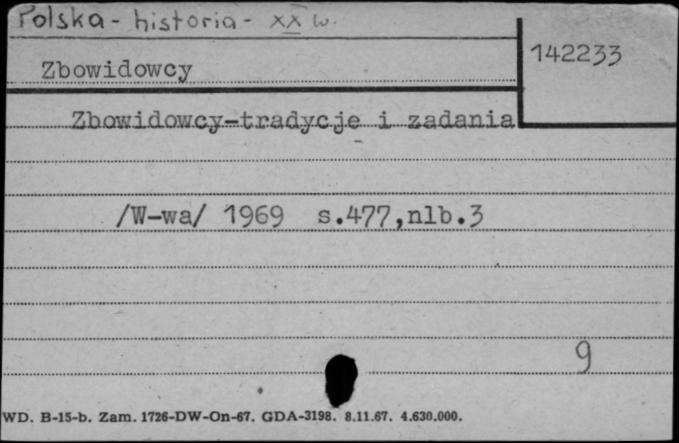 Polska - historia - XX w.
142233
Zbowidowcy
Zbowidowcy-tradycje i zadania
/W-wa/ 1969 s.477,nlb.3
9
WD. B-15-b. Zam. 1726-DW-On-67. GDA-3198. 8.11.67. 4.630.000.